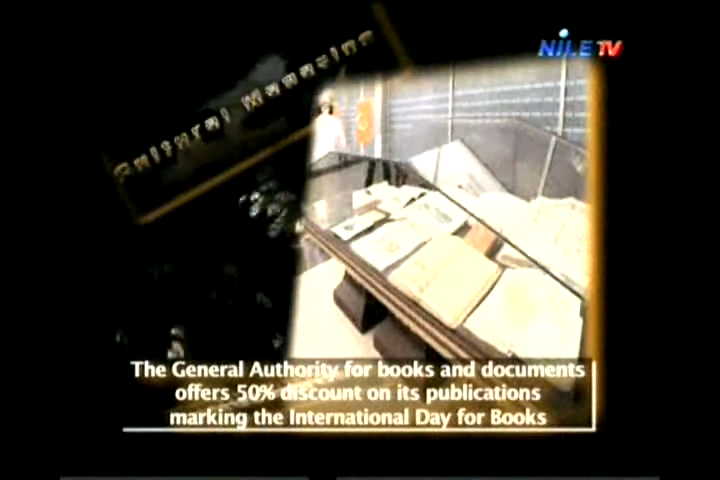 NiLE TV
Cultural Magazine
The General Authority for books and documents
offers 50% discount on its publications
marking the International Day for Books